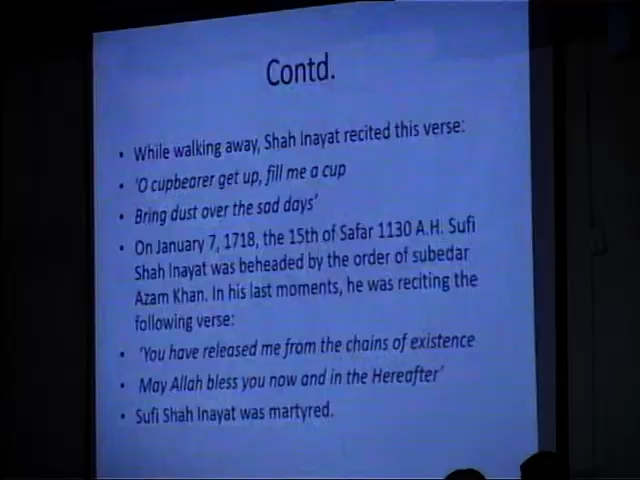 Contd.
• While walking away, Shah Inayat recited this verse:
• 'O cupbearer get up, fill me a cup
• Bring dust over the sad days'
• On January 7, 1718, the 15th of Safar 1130 A.H. Sufi
Shah Inayat was beheaded by the order of subedar
Azam Khan. In his last moments, he was reciting the
following verse:
• 'You have released me from the chains of existence
• May Allah bless you now and in the Hereafter'
• Sufi Shah Inayat was martyred.